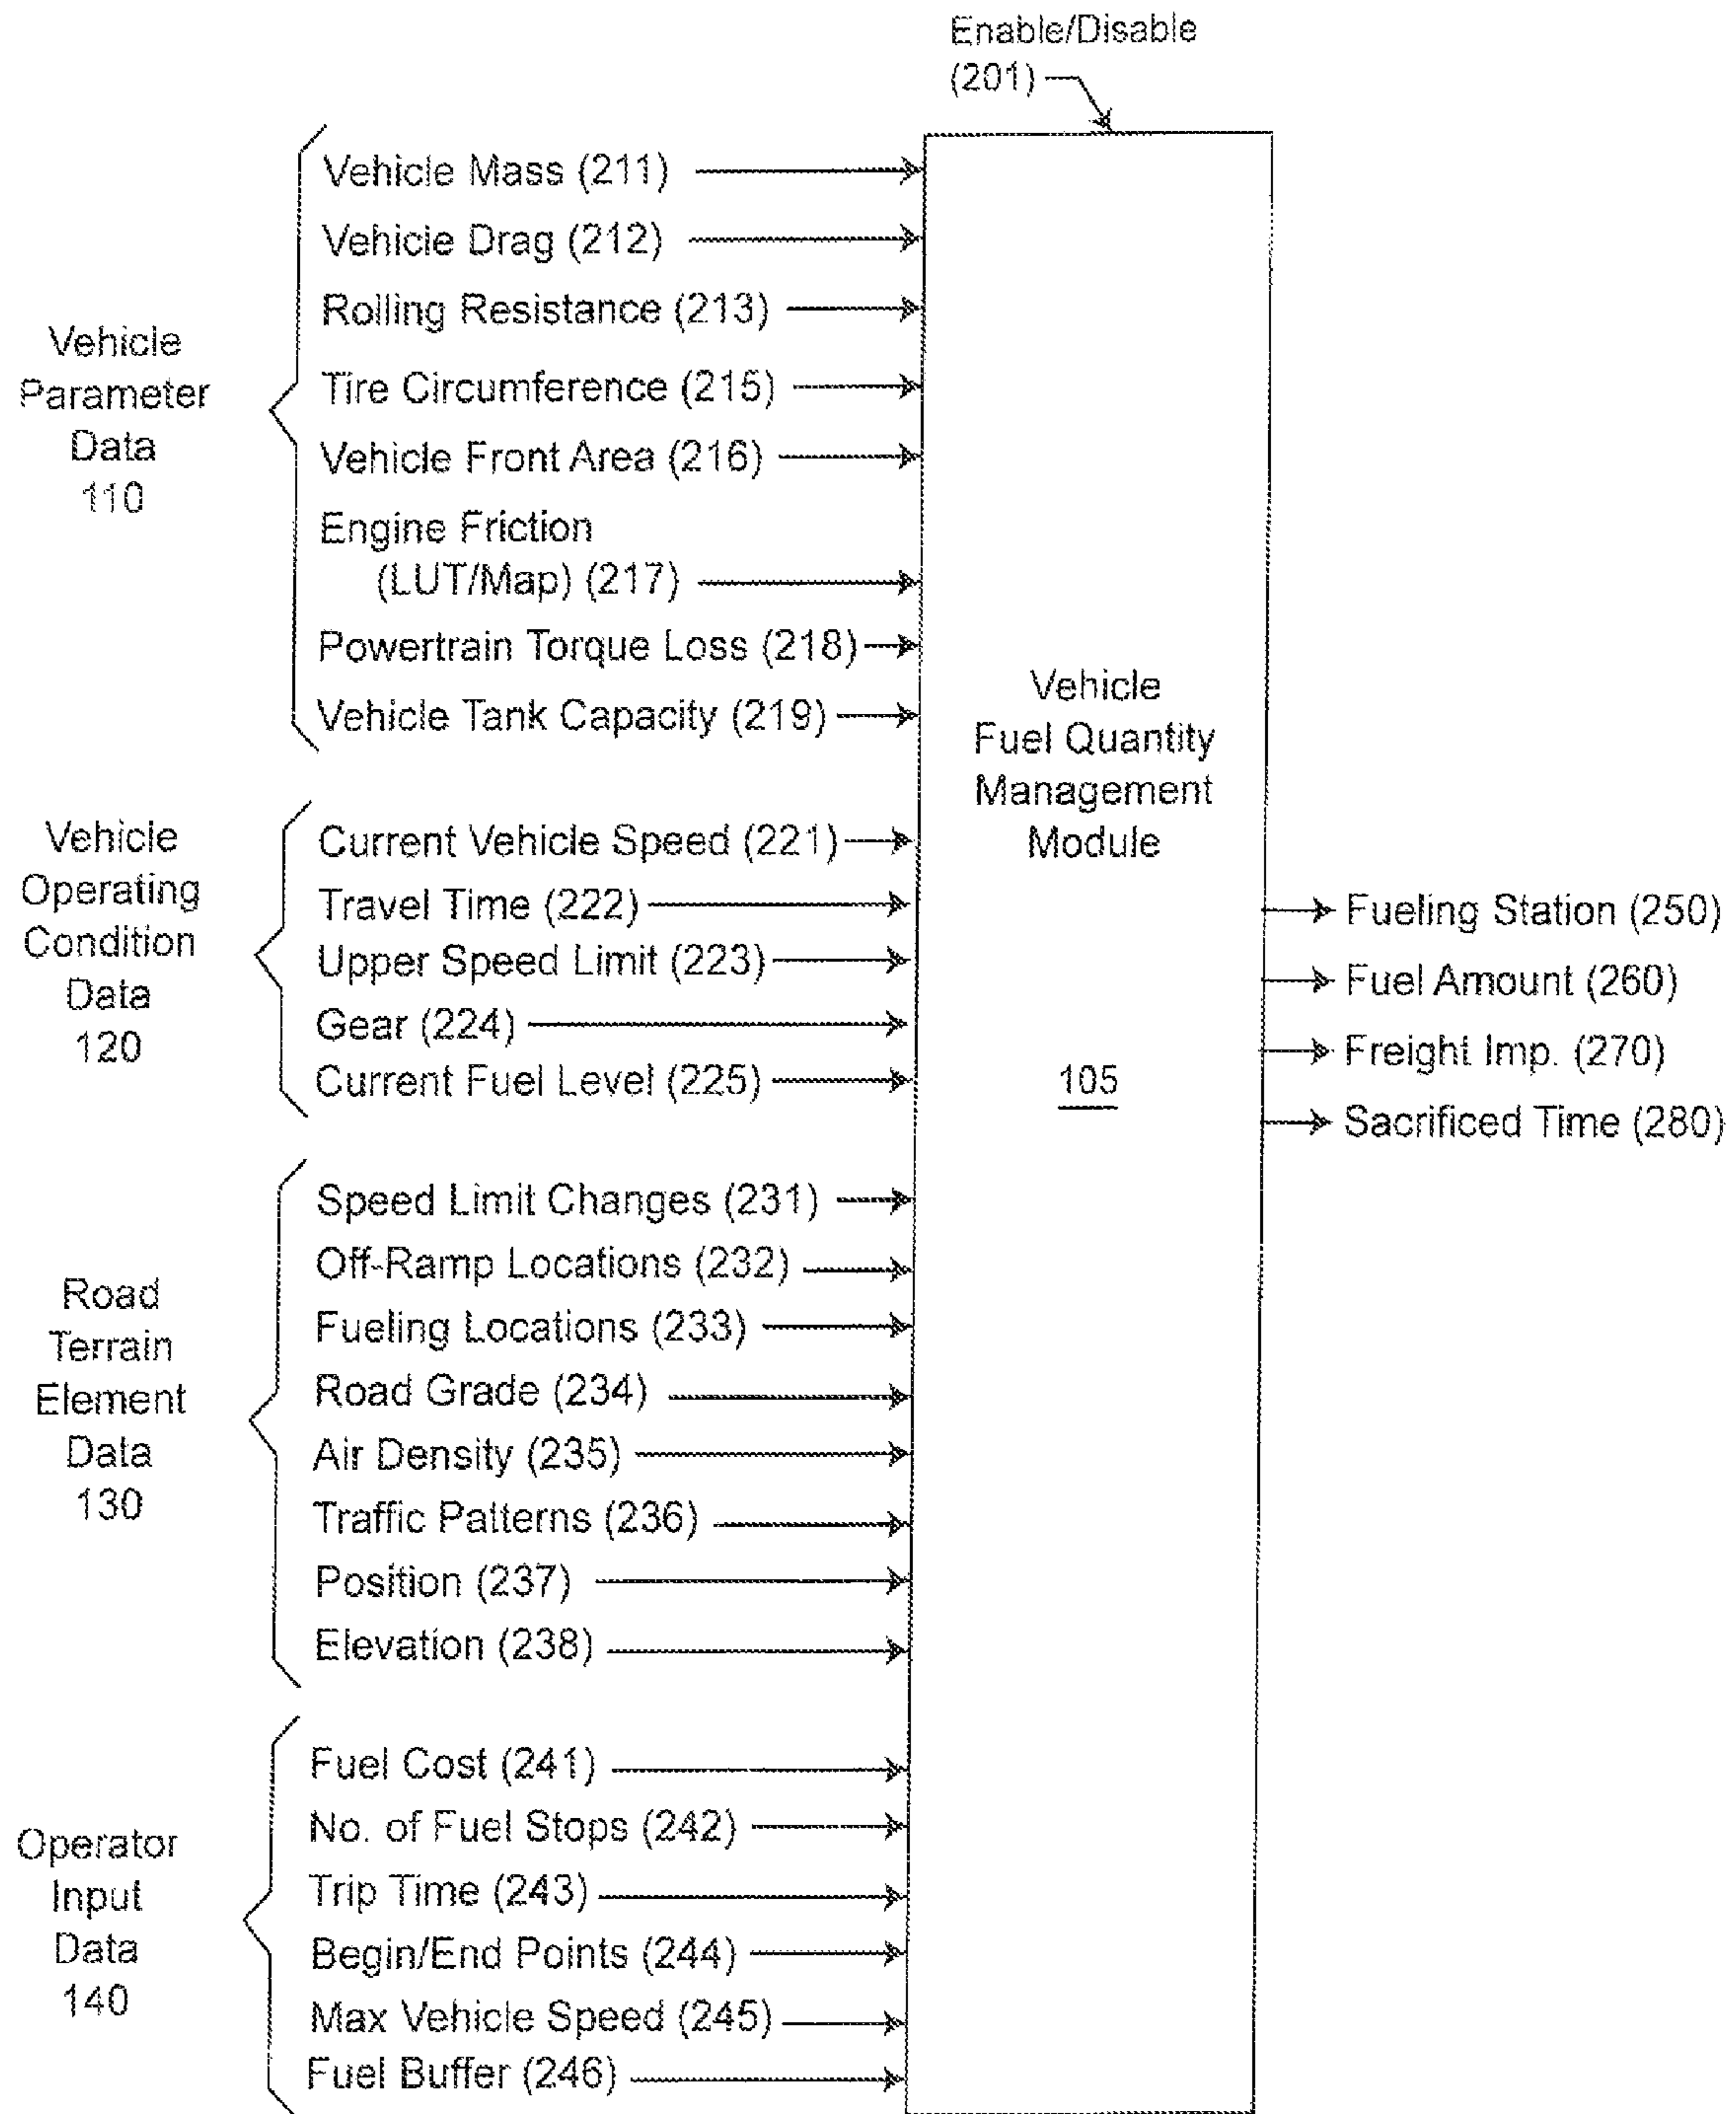 Enable/Disable
(201)
Vehicle
Parameter
Data
110
Vehicle Mass (211)
Vehicle Drag (212)
Rolling Resistance (213)
Tire Circumference (215)
Vehicle Front Area (216)
Engine Friction
(LUT/Map) (217)
Powertrain Torque Loss (218)
Vehicle Tank Capacity (219)
Vehicle
Operating
Condition
Data
120
Current Vehicle Speed (221)
Travel Time (222)
Upper Speed Limit (223)
Gear (224)
Current Fuel Level (225)
Road
Terrain
Element
Data
130
Speed Limit Changes (231)
Off-Ramp Locations (232)
Fueling Locations (233)
Road Grade (234)
Air Density (235)
Traffic Patterns (236)
Position (237)
Elevation (238)
Operator
Input
Data
140
Fuel Cost (241)
No. of Fuel Stops (242)
Trip Time (243)
Begin/End Points (244)
Max Vehicle Speed (245)
Fuel Buffer (246)
Vehicle
Fuel Quantity
Management
Module
105
Fueling Station (250)
Fuel Amount (260)
Freight Imp. (270)
Sacrificed Time (280)